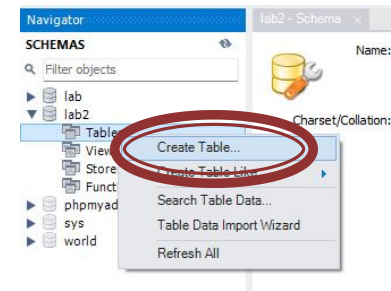 Navigator
SCHEMAS
Filter objects
lab
lab2
Tables
View
Store
Funct
phpmyad
sys
world
lab2 - Schema
Name:
Charset/Collation:
Create Table...
Create Table Like
Search Table Data...
Table Data Import Wizard
Refresh All